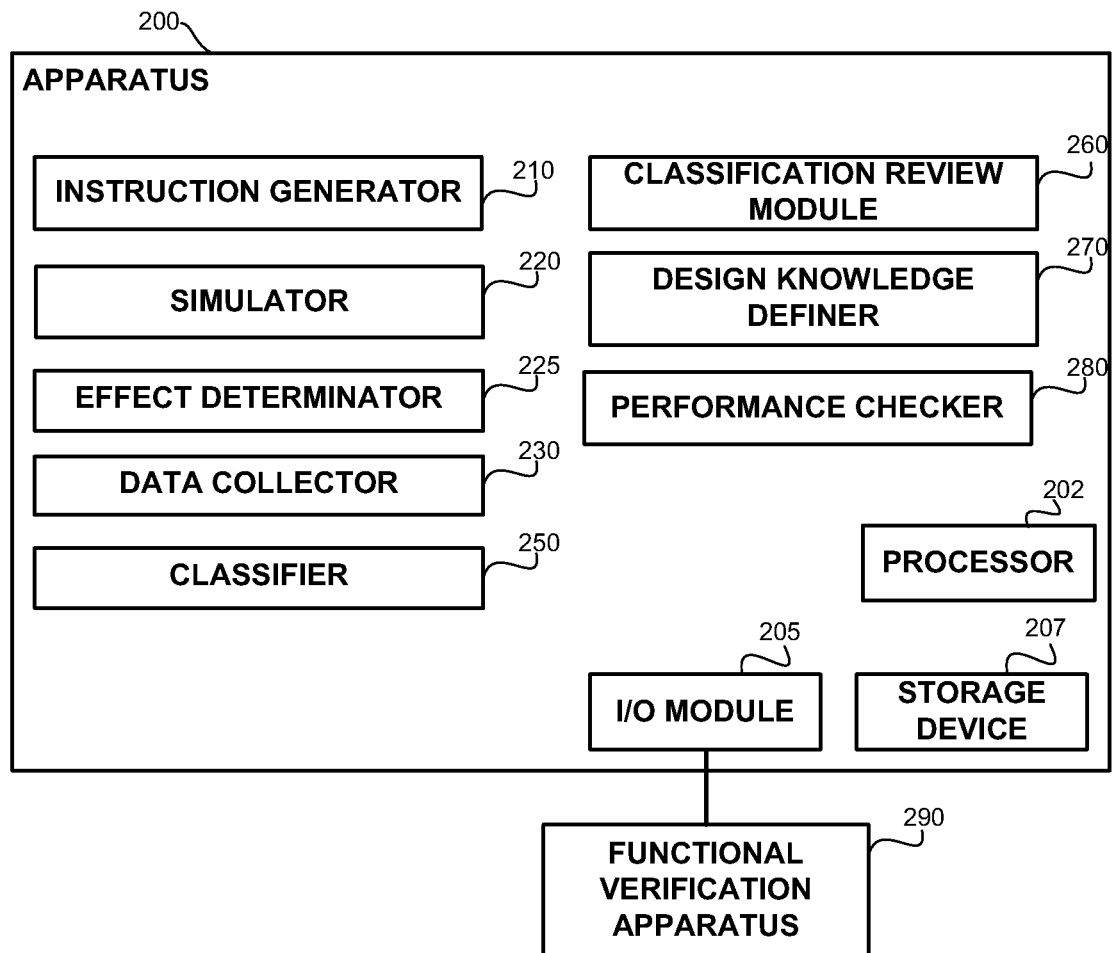 200
APPARATUS
INSTRUCTION GENERATOR
210
SIMULATOR
220
EFFECT DETERMINATOR
225
DATA COLLECTOR
230
CLASSIFIER
250
CLASSIFICATION REVIEW
MODULE
260
DESIGN KNOWLEDGE
DEFINER
270
PERFORMANCE CHECKER
280
202
PROCESSOR
205
I/O MODULE
207
STORAGE
DEVICE
FUNCTIONAL
VERIFICATION
APPARATUS
290